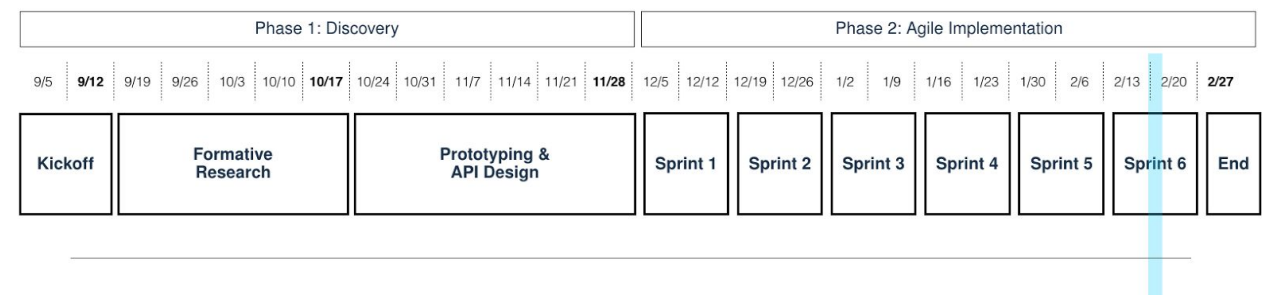 Phase 1: Discovery
Phase 2: Agile Implementation
9/5 9/12 9/19 9/26 10/3 10/10 10/17 10/24 10/31 11/7 11/14 11/21 11/28 12/5 12/12 12/19 12/26 1/2 1/9 1/16 1/23 1/30 2/6 2/13 2/20 2/27
Kickoff
Formative
Research
Prototyping &
API Design
Sprint 1
Sprint 2
Sprint 3
Sprint 4
Sprint 5
Sprint 6
End